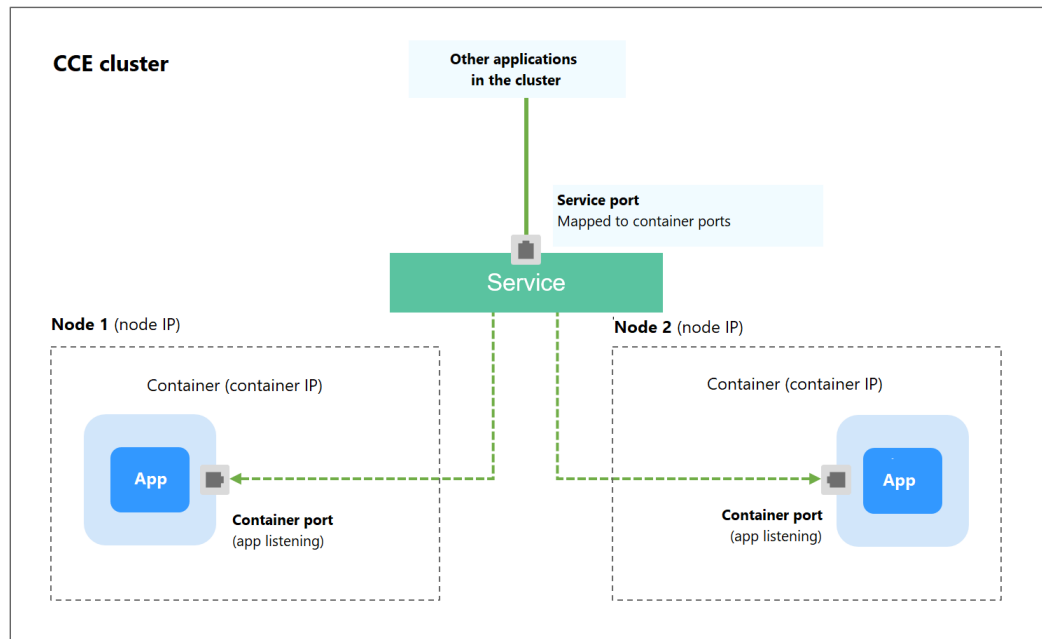 CCE cluster
Other applications
in the cluster
Service port
Mapped to container ports
Service
Node 1 (node IP)
Node 2 (node IP)
Container (container IP)
Container (container IP)
App
App
Container port
(app listening)
Container port
(app listening)